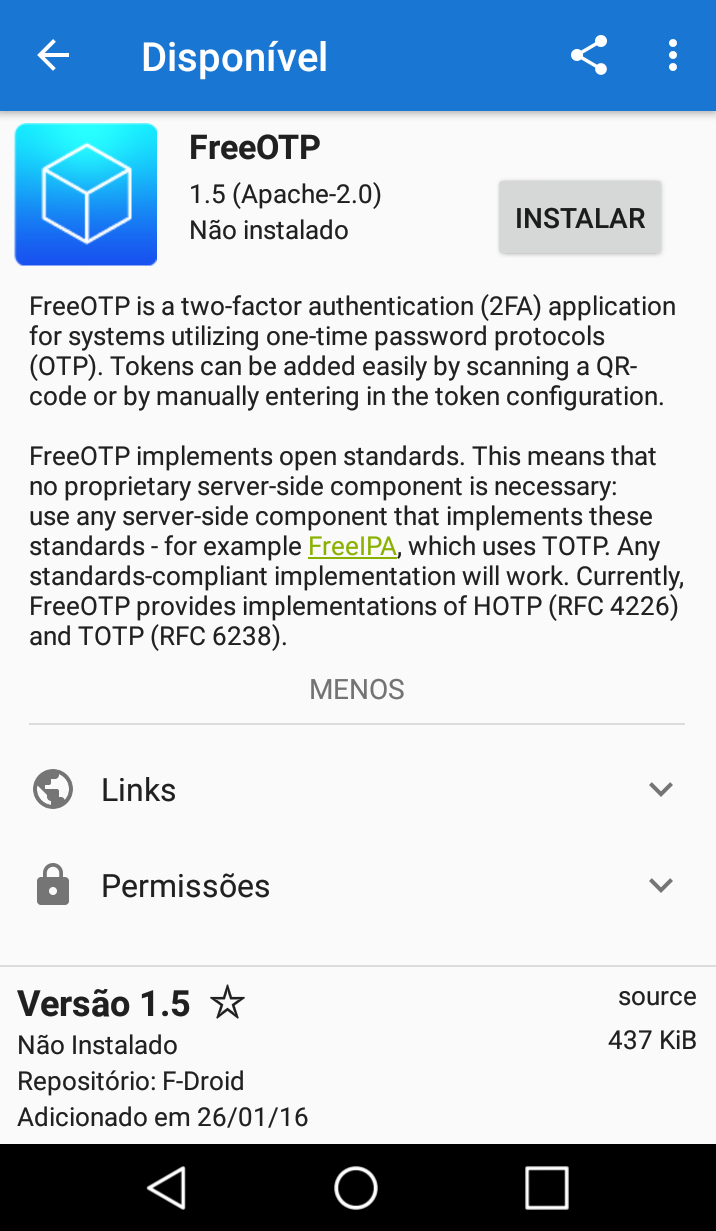 Disponível
FreeOTP
1.5 (Apache-2.0)
Não instalado
INSTALAR
FreeOTP is a two-factor authentication (2FA) application
for systems utilizing one-time password protocols
(OTP). Tokens can be added easily by scanning a QR-
code or by manually entering in the token configuration.
FreeOTP implements open standards. This means that
no proprietary server-side component is necessary:
use any server-side component that implements these
standards - for example FreeIPA, which uses TOTP. Any
standards-compliant implementation will work. Currently,
FreeOTP provides implementations of HOTP (RFC 4226)
and TOTP (RFC 6238).
MENOS
Links
Permissões
Versão 1.5
source
Não Instalado
437 KiB
Repositório: F-Droid
Adicionado em 26/01/16